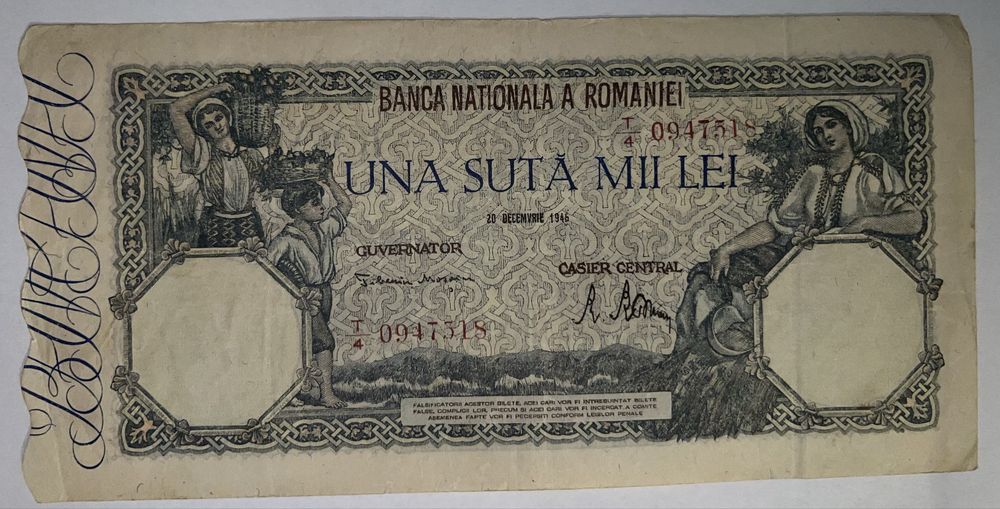 BANCA NATIONALA A ROMANIEI
T/4 0947518
UNA SUTĂ MII LEI
20 DECEMVRIE 1946
GUVERNATOR
CASIER CENTRAL
T/4 0947518
FALSIFICATORII ACESTOR BILETE, ACEI CARI VOR FI INTREBUINTAT BILETE
FALSE, COMPLICII LOR, PRECUM SI ACEI CARI VOR FI INCERCAT A COMITE
ASEMENEA FAPTE VOR FI PEDEPSITI CONFORM LEGILOR PENALE